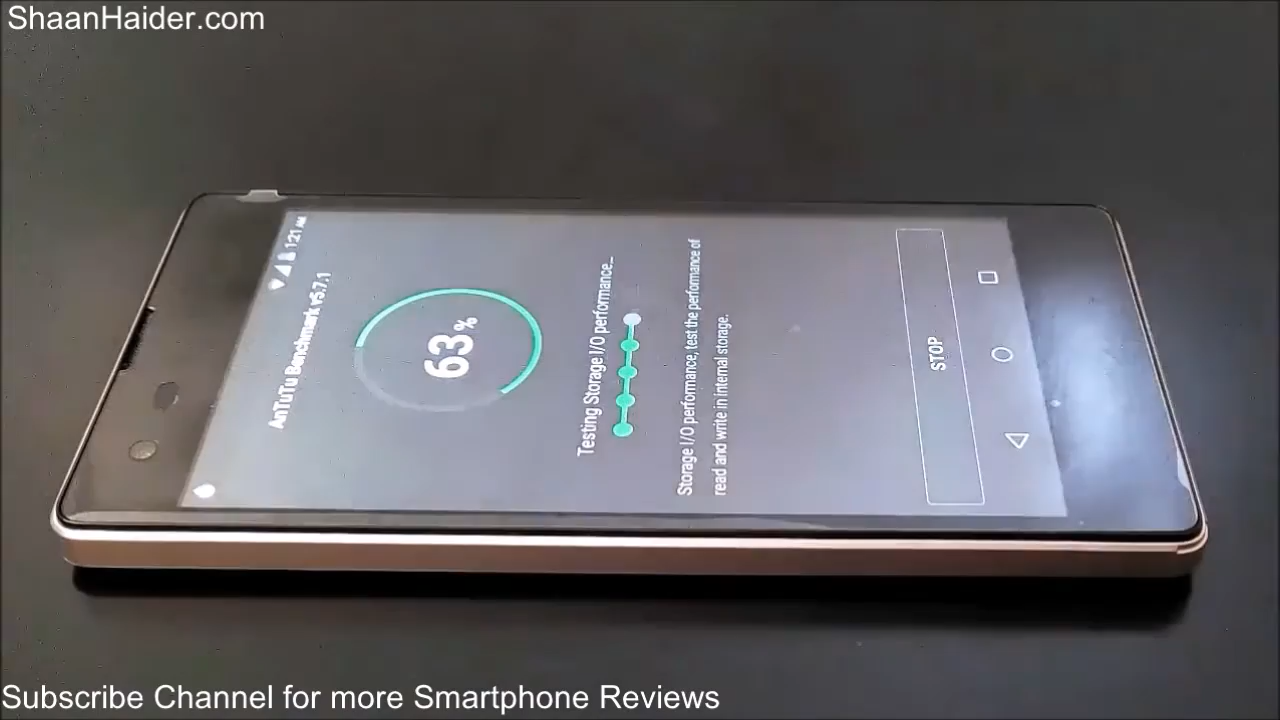 ShaanHaider.com
1:21 AM
AnTuTu Benchmark v5.7.1
63%
Testing Storage I/O performance...
Storage I/O performance, test the performance of
read and write in internal storage.
STOP
Subscribe Channel for more Smartphone Reviews